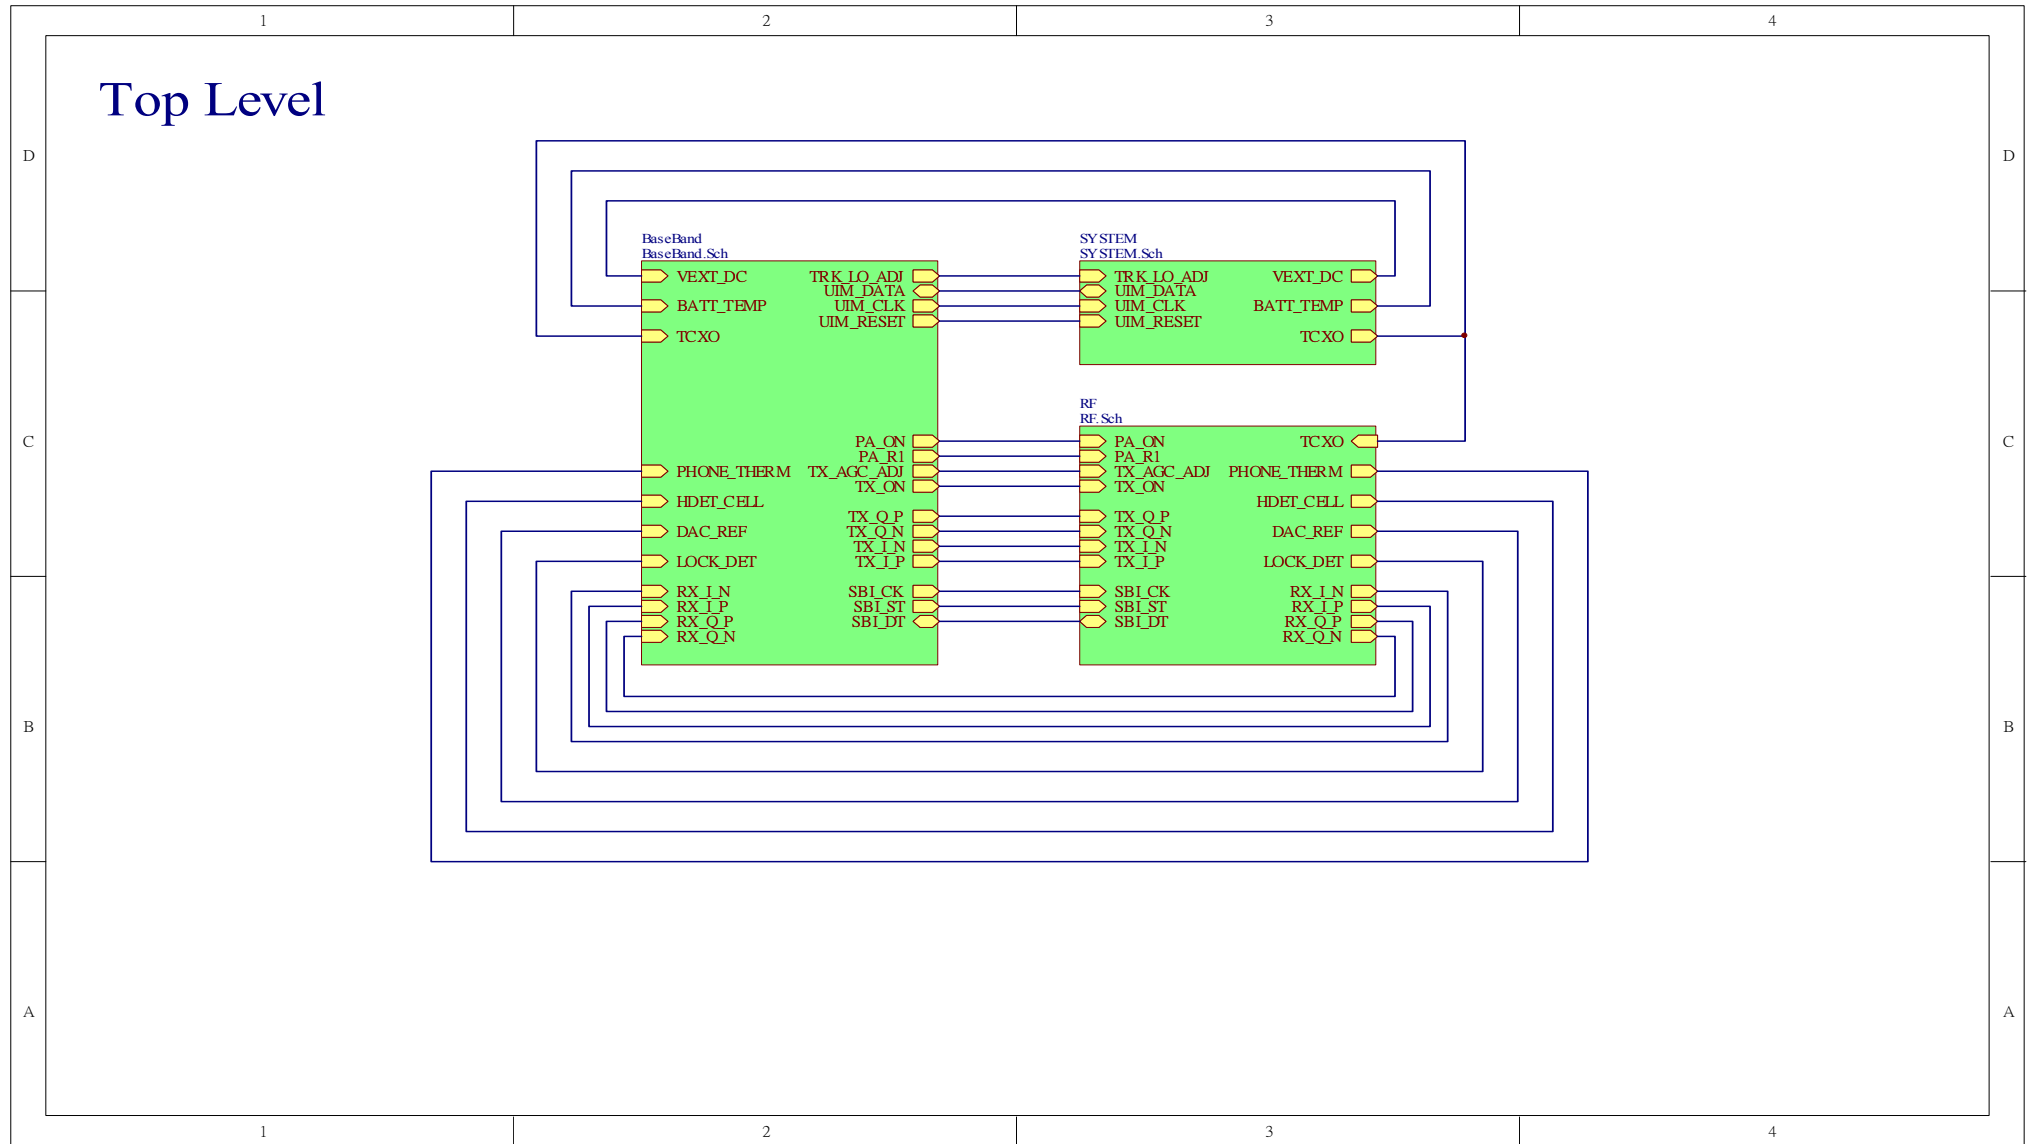 1 2 3 4
Top Level
D D
BaseBand
BaseBand.Sch
VEXT_DC TRK_LO_ADJ
UIM_DATA
BATT_TEMP UIM_CLK
UIM_RESET
TCXO
PA_ON
PA_R1
PHONE_THERM TX_AGC_ADJ
TX_ON
HDET_CELL
TX_Q_P
DAC_REF TX_Q_N
TX_I_N
LOCK_DET TX_I_P
RX_I_N SBI_CK
RX_I_P SBI_ST
RX_Q_P SBI_DT
RX_Q_N
SYSTEM
SYSTEM.Sch
TRK_LO_ADJ VEXT_DC
UIM_DATA
UIM_CLK BATT_TEMP
UIM_RESET
TCXO
RF
RF.Sch
PA_ON TCXO
PA_R1
TX_AGC_ADJ PHONE_THERM
TX_ON
HDET_CELL
TX_Q_P
TX_Q_N DAC_REF
TX_I_N
TX_I_P LOCK_DET
SBI_CK RX_I_N
SBI_ST RX_I_P
SBI_DT RX_Q_P
RX_Q_N
C C
B B
A A
1 2 3 4